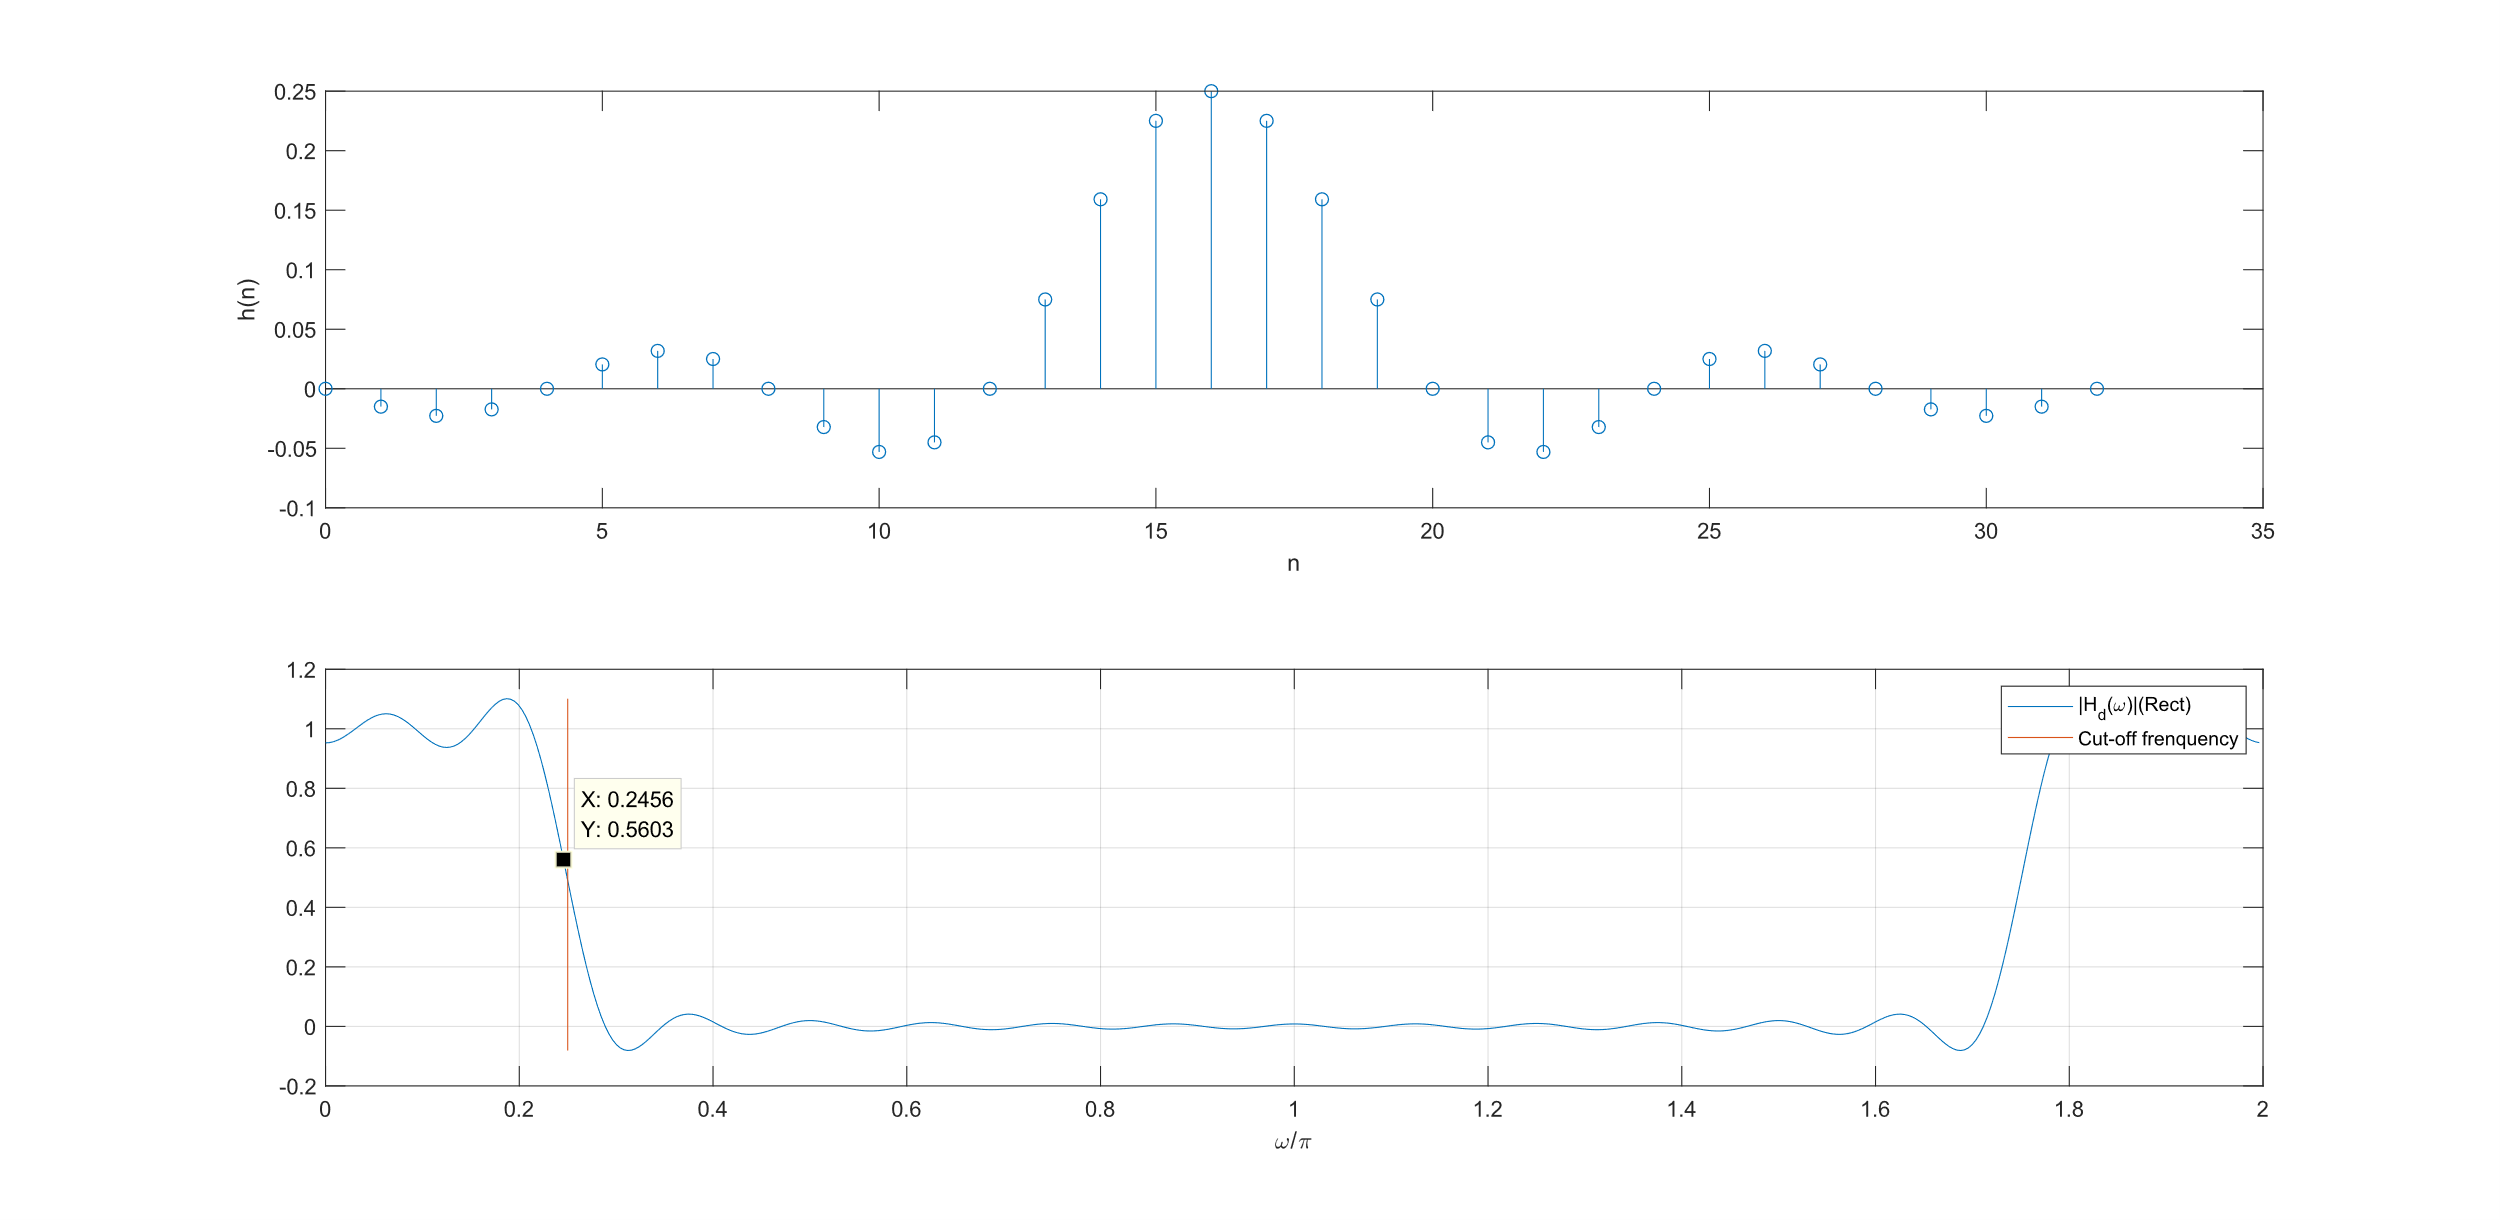 0.25
0.2
0.15
0.1
0.05
0
-0.05
-0.1
h(n)
0 5 10 15 20 25 30 35
n
1.2
1
0.8
0.6
0.4
0.2
0
-0.2
|Hd(ω)|(Rect)
Cut-off frenquency
X: 0.2456
Y: 0.5603
0 0.2 0.4 0.6 0.8 1 1.2 1.4 1.6 1.8 2
ω/π